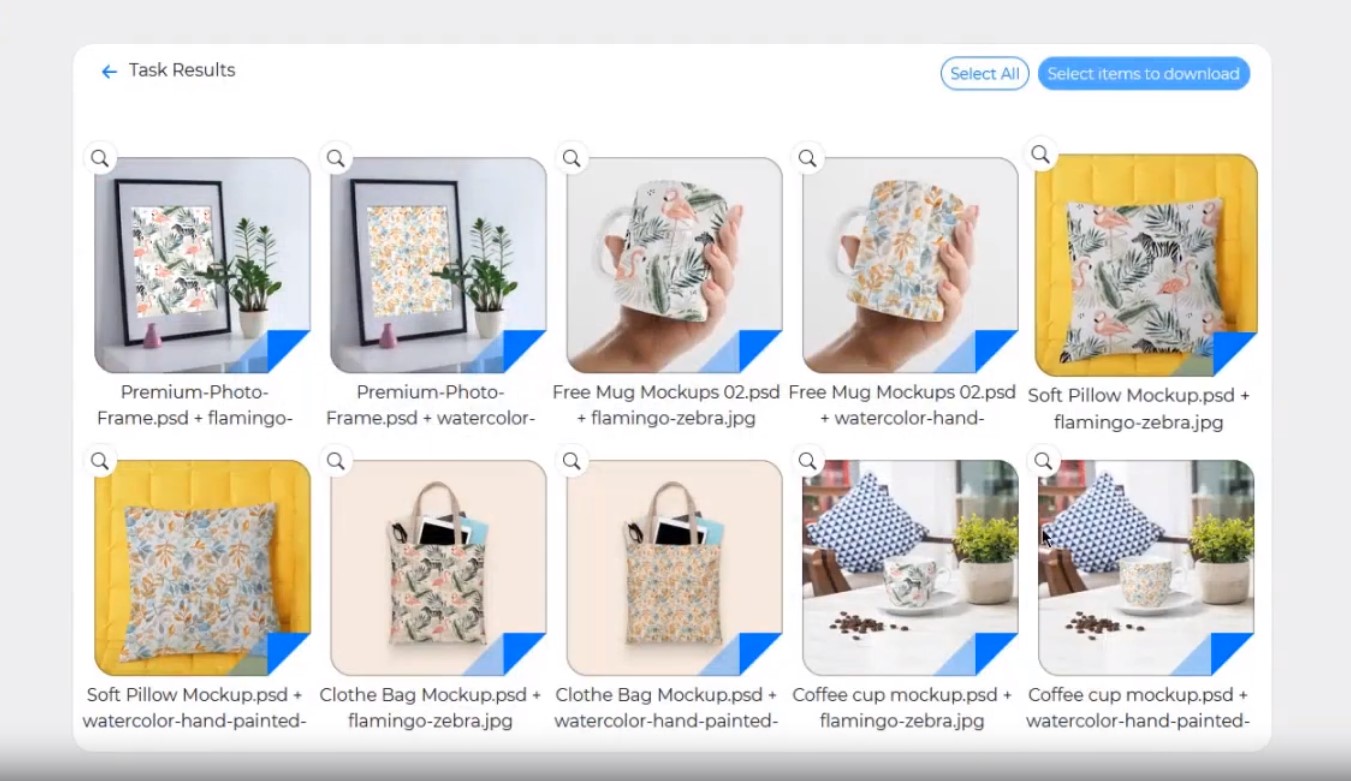 Task Results
Select All
Select items to download
Premium-Photo-
Frame.psd + flamingo-
Premium-Photo-
Frame.psd + watercolor-
Free Mug Mockups 02.psd
+ flamingo-zebra.jpg
Free Mug Mockups 02.psd
+ watercolor-hand-
Soft Pillow Mockup.psd +
flamingo-zebra.jpg
Soft Pillow Mockup.psd +
watercolor-hand-painted-
Clothe Bag Mockup.psd +
flamingo-zebra.jpg
Clothe Bag Mockup.psd +
watercolor-hand-painted-
Coffee cup mockup.psd +
flamingo-zebra.jpg
Coffee cup mockup.psd +
watercolor-hand-painted-